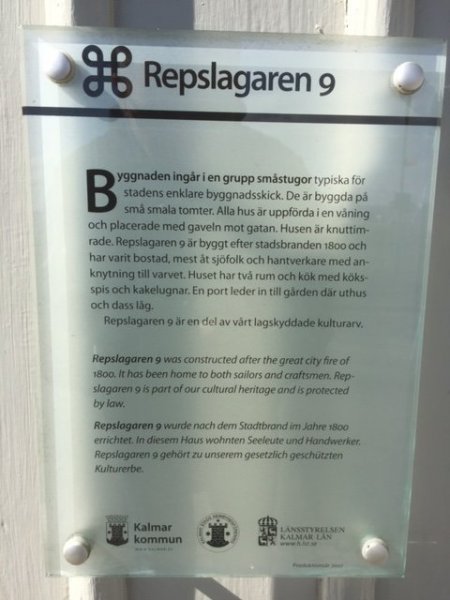 Repslagaren 9
Byggnaden ingår i en grupp småstugor typiska för
stadens enklare byggnadsskick. De är byggda på
små smala tomter. Alla hus är uppförda i en våning
och placerade med gaveln mot gatan. Husen är knuttim-
rade. Repslagaren 9 är byggt efter stadsbranden 1800 och
har varit bostad, mest åt sjöfolk och hantverkare med an-
knytning till varvet. Huset har två rum och kök med köks-
spis och kakelugnar. En port leder in till gården där uthus
och dass låg.
Repslagaren 9 är en del av vårt lagskyddade kulturarv.
Repslagaren 9 was constructed after the great city fire of
1800. It has been home to both sailors and craftsmen. Rep-
slagaren 9 is part of our cultural heritage and is protected
by law.
Repslagaren 9 wurde nach dem Stadtbrand im Jahre 1800
errichtet. In diesem Haus wohnten Seeleute und Handwerker.
Repslagaren 9 gehört zu unserem gesetzlich geschützten
Kulturerbe.
Kalmar
kommun
LÄNSSTYRELSEN
KALMAR LÄN